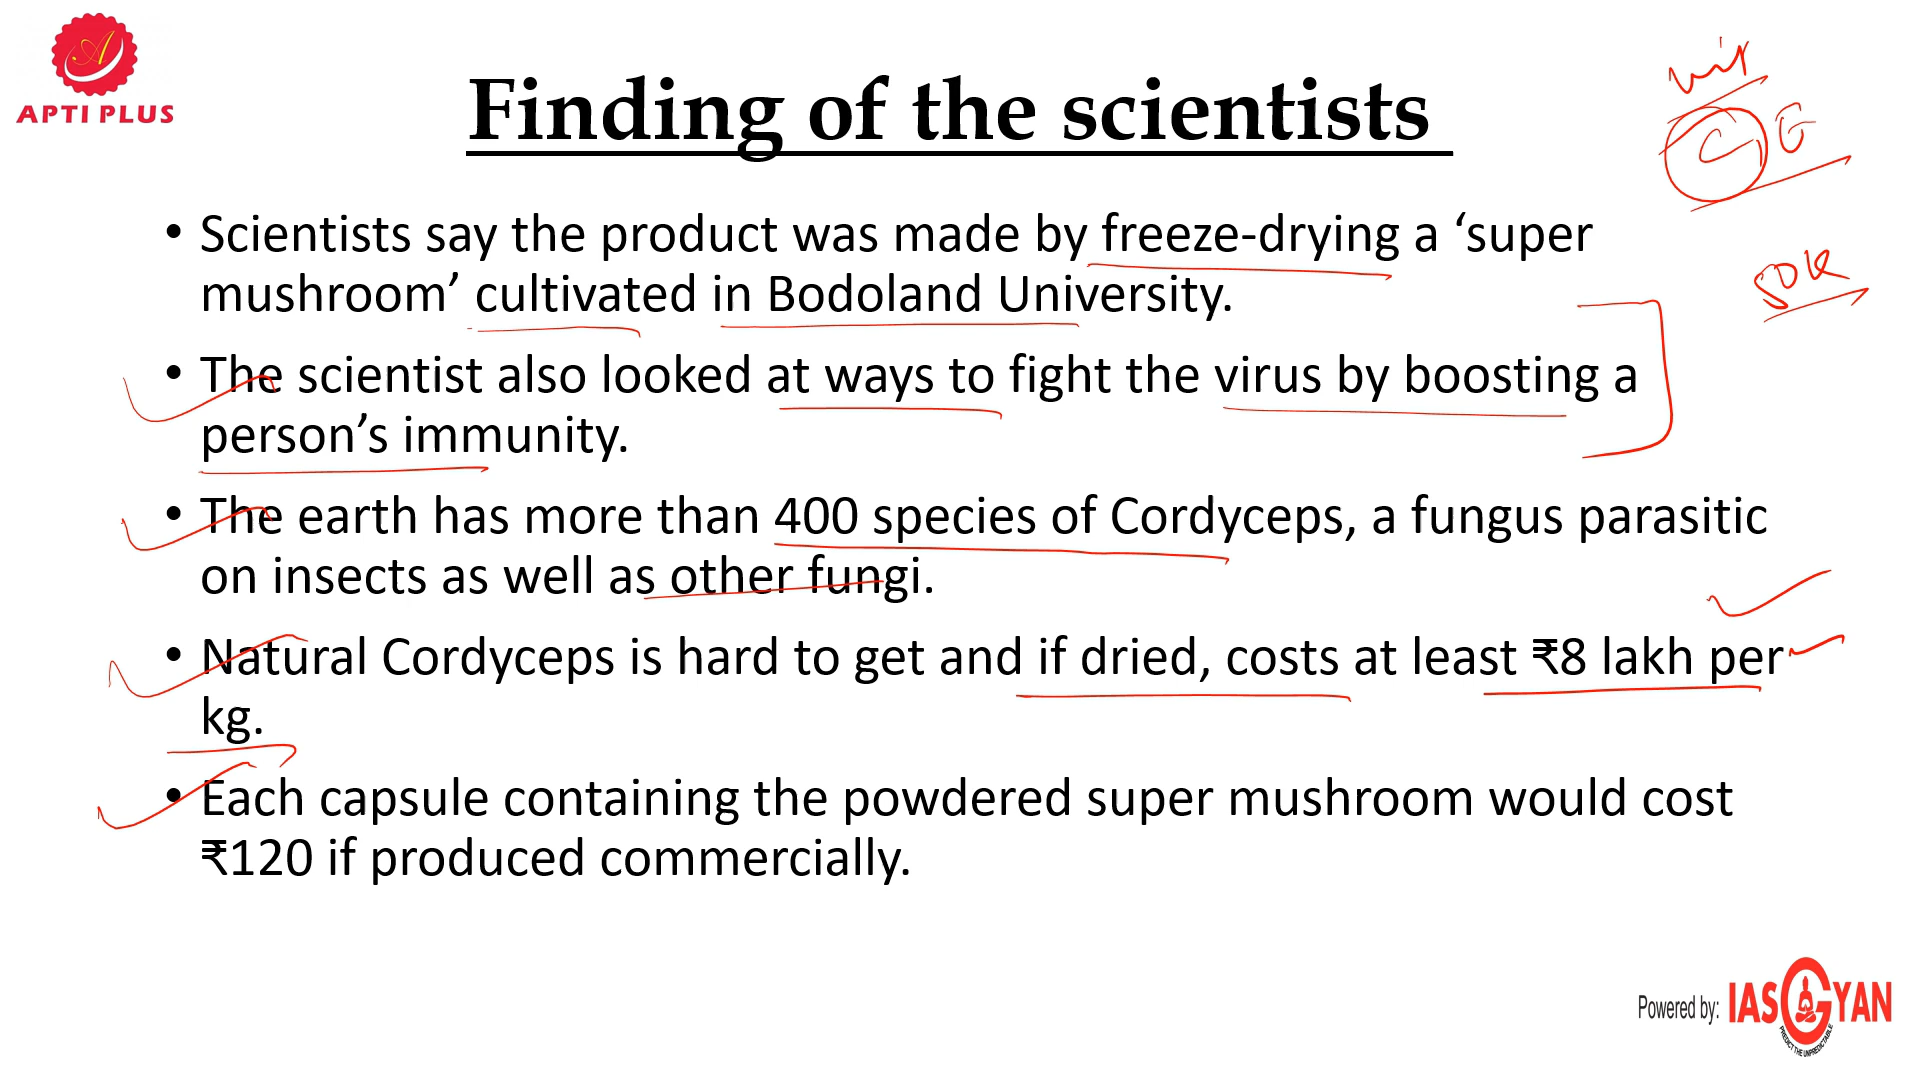 APTI PLUS
Finding of the scientists
• Scientists say the product was made by freeze-drying a ‘super
mushroom’ cultivated in Bodoland University.
• The scientist also looked at ways to fight the virus by boosting a
person’s immunity.
• The earth has more than 400 species of Cordyceps, a fungus parasitic
on insects as well as other fungi.
• Natural Cordyceps is hard to get and if dried, costs at least ₹8 lakh per
kg.
• Each capsule containing the powdered super mushroom would cost
₹120 if produced commercially.
Powered by: IASGYAN
PREDICT THE UNPREDICTABLE